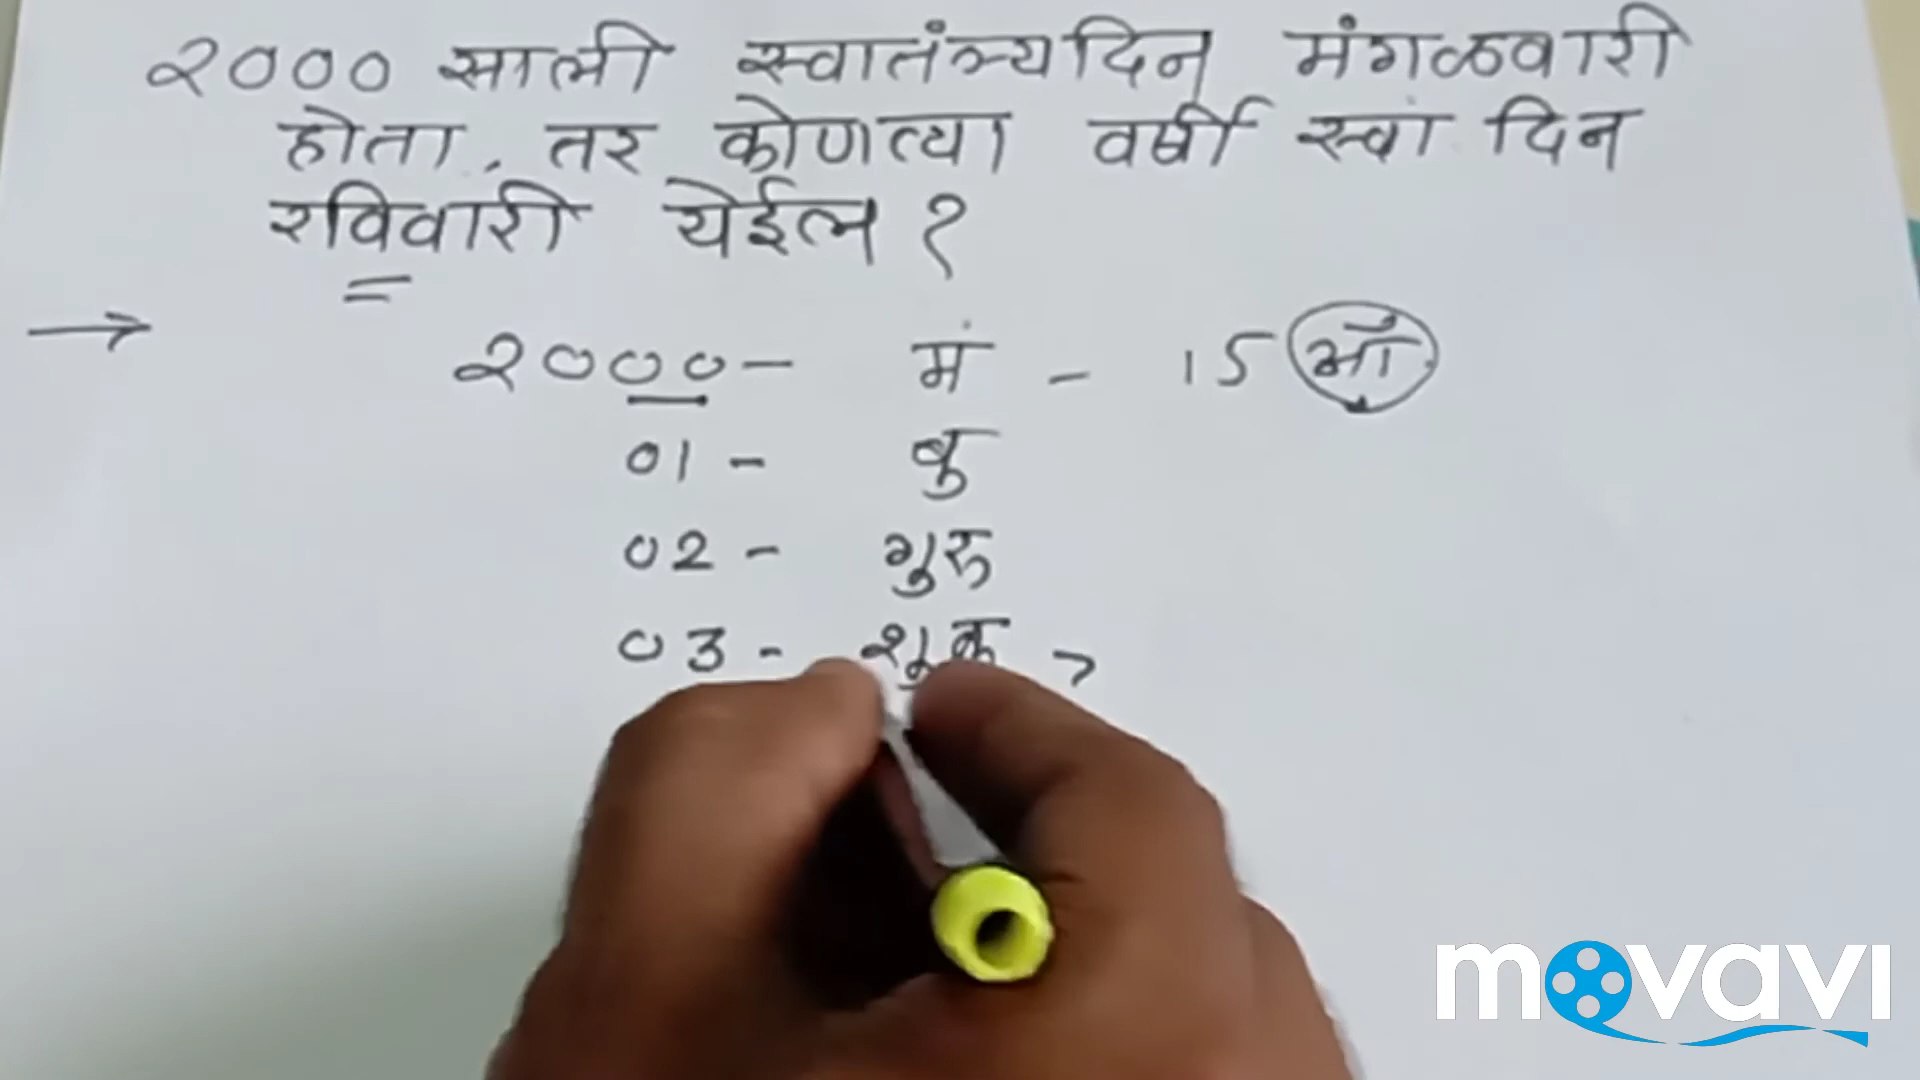 २००० साली स्वातंत्र्यदिन मंगळवारी
होता, तर कोणत्या वर्षी स्वा दिन
रविवारी येईल ?
→ २०००- मं - 15 ऑ
01 - बु
02 - गुरु
03 - शुक्र
movavi